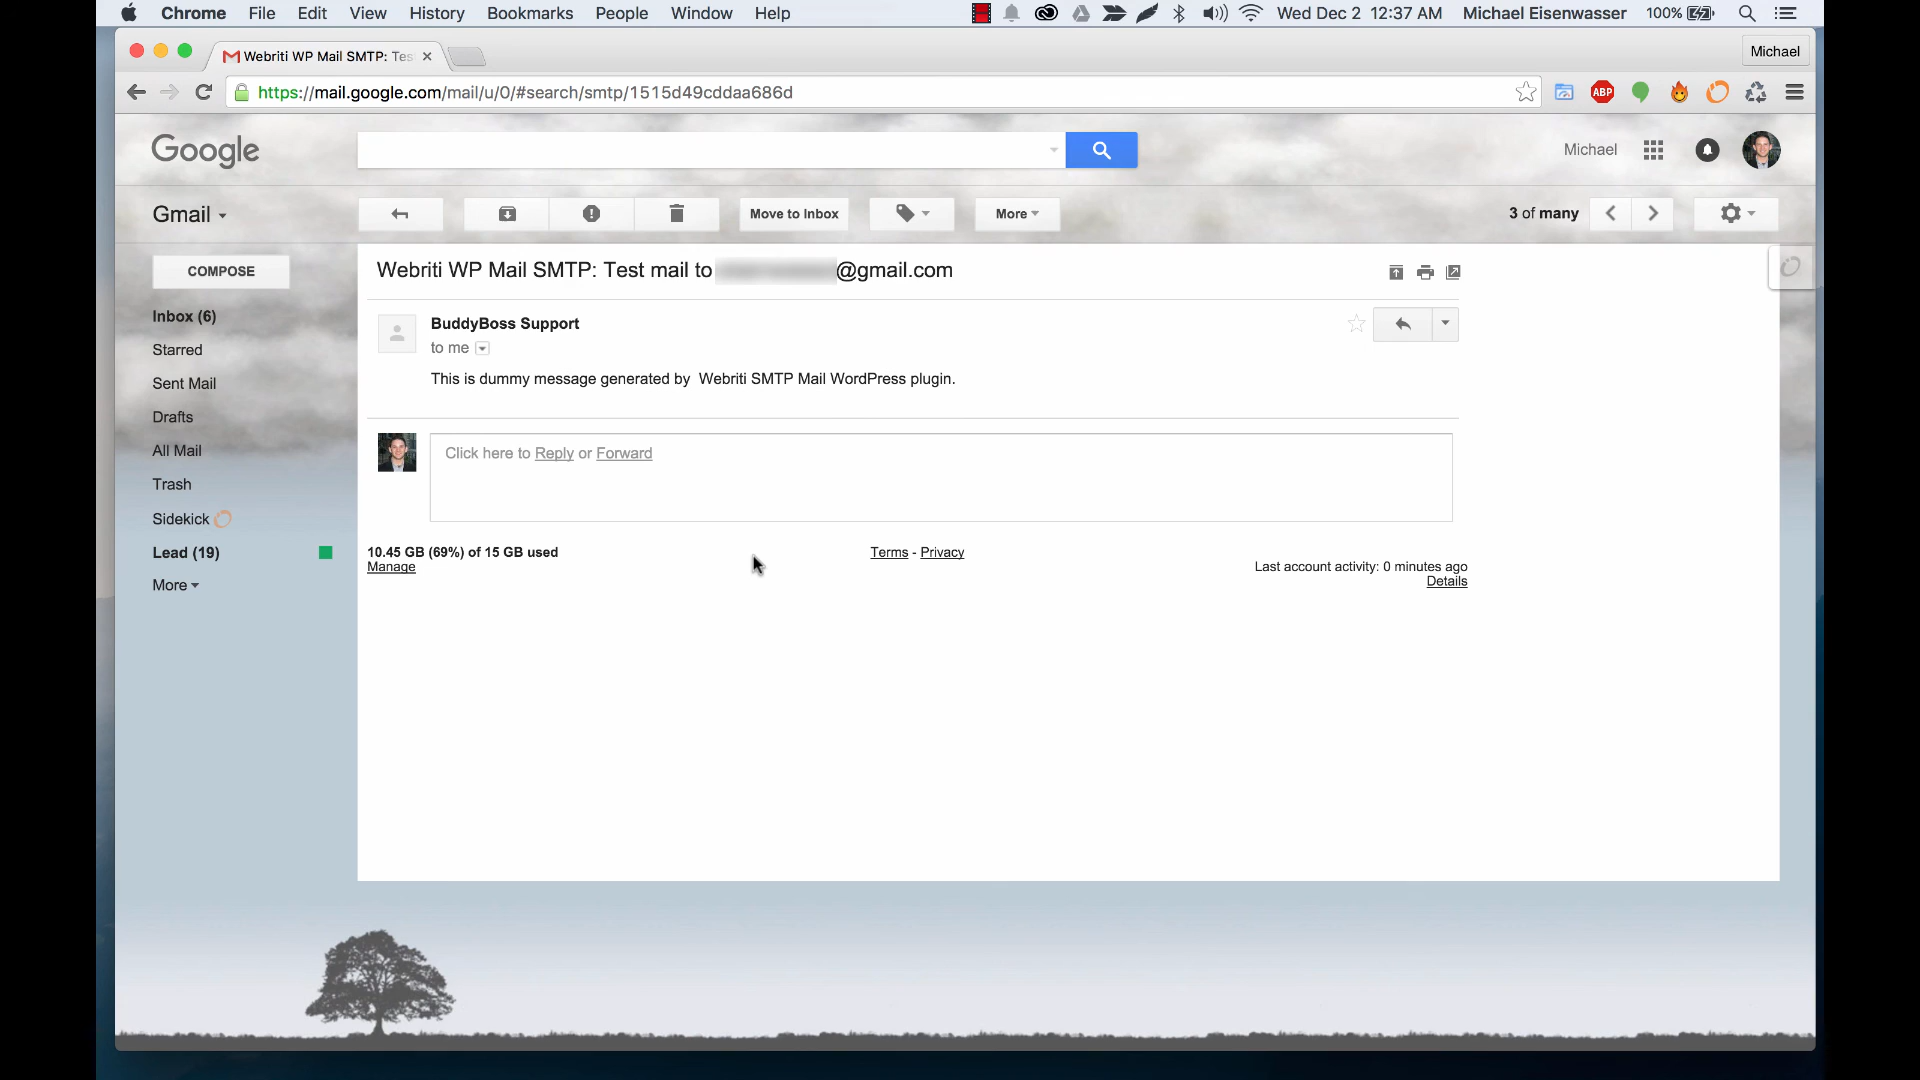 Chrome File Edit View History Bookmarks People Window Help Wed Dec 2 12:37 AM Michael Eisenwasser 100%
Webriti WP Mail SMTP: Tes Michael
https://mail.google.com/mail/u/0/#search/smtp/1515d49cddaa686d ABP
Google Michael
Gmail Move to Inbox More 3 of many
COMPOSE
Webriti WP Mail SMTP: Test mail to @gmail.com
Inbox (6)
Starred
Sent Mail
Drafts
All Mail
Trash
Sidekick
Lead (19)
More
BuddyBoss Support
to me
This is dummy message generated by Webriti SMTP Mail WordPress plugin.
Click here to Reply or Forward
10.45 GB (69%) of 15 GB used
Manage
Terms - Privacy
Last account activity: 0 minutes ago
Details